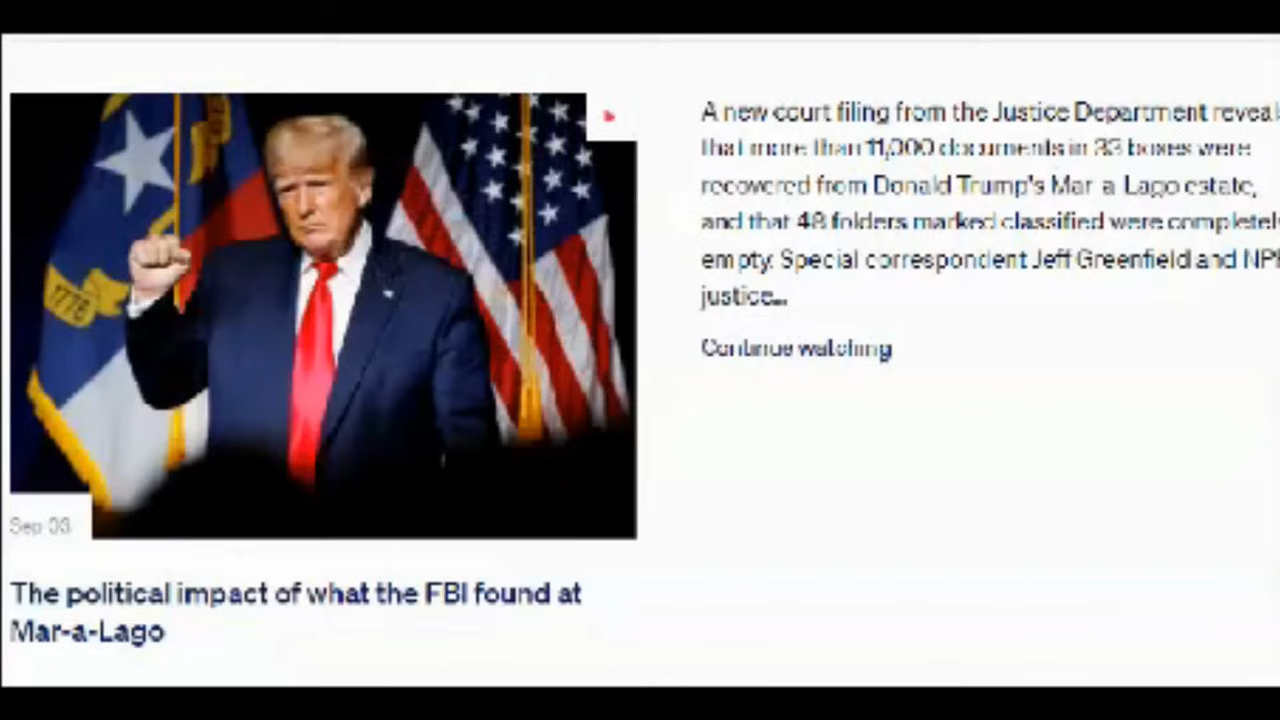 1776
Sep 03
The political impact of what the FBI found at
Mar-a-Lago
A new court filing from the Justice Department reveal
that more than 11,000 documents in 33 boxes were
recovered from Donald Trump's Mar-a-Lago estate,
and that 48 folders marked classified were completel
empty. Special correspondent Jeff Greenfield and NP
justice...
Continue watching